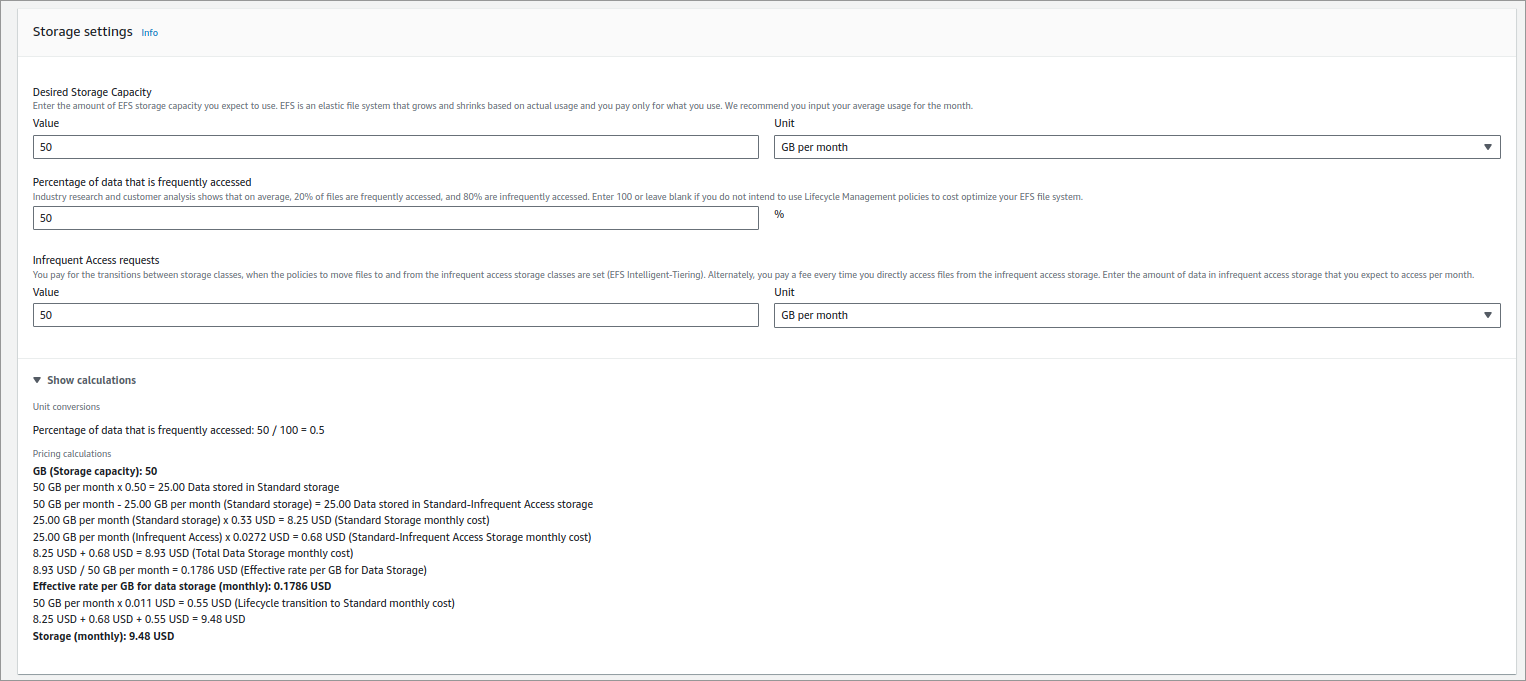 Storage settings Info
Desired Storage Capacity
Enter the amount of EFS storage capacity you expect to use. EFS is an elastic file system that grows and shrinks based on actual usage and you pay only for what you use. We recommend you input your average usage for the month.
Value Unit
50 GB per month
Percentage of data that is frequently accessed
Industry research and customer analysis shows that on average, 20% of files are frequently accessed, and 80% are infrequently accessed. Enter 100 or leave blank if you do not intend to use Lifecycle Management policies to cost optimize your EFS file system.
50 %
Infrequent Access requests
You pay for the transitions between storage classes, when the policies to move files to and from the infrequent access storage classes are set (EFS Intelligent-Tiering). Alternately, you pay a fee every time you directly access files from the infrequent access storage. Enter the amount of data in infrequent access storage that you expect to access per month.
Value Unit
50 GB per month
Show calculations
Unit conversions
Percentage of data that is frequently accessed: 50 / 100 = 0.5
Pricing calculations
GB (Storage capacity): 50
50 GB per month x 0.50 = 25.00 Data stored in Standard storage
50 GB per month - 25.00 GB per month (Standard storage) = 25.00 Data stored in Standard-Infrequent Access storage
25.00 GB per month (Standard storage) x 0.33 USD = 8.25 USD (Standard Storage monthly cost)
25.00 GB per month (Infrequent Access) x 0.0272 USD = 0.68 USD (Standard-Infrequent Access Storage monthly cost)
8.25 USD + 0.68 USD = 8.93 USD (Total Data Storage monthly cost)
8.93 USD / 50 GB per month = 0.1786 USD (Effective rate per GB for Data Storage)
Effective rate per GB for data storage (monthly): 0.1786 USD
50 GB per month x 0.011 USD = 0.55 USD (Lifecycle transition to Standard monthly cost)
8.25 USD + 0.68 USD + 0.55 USD = 9.48 USD
Storage (monthly): 9.48 USD